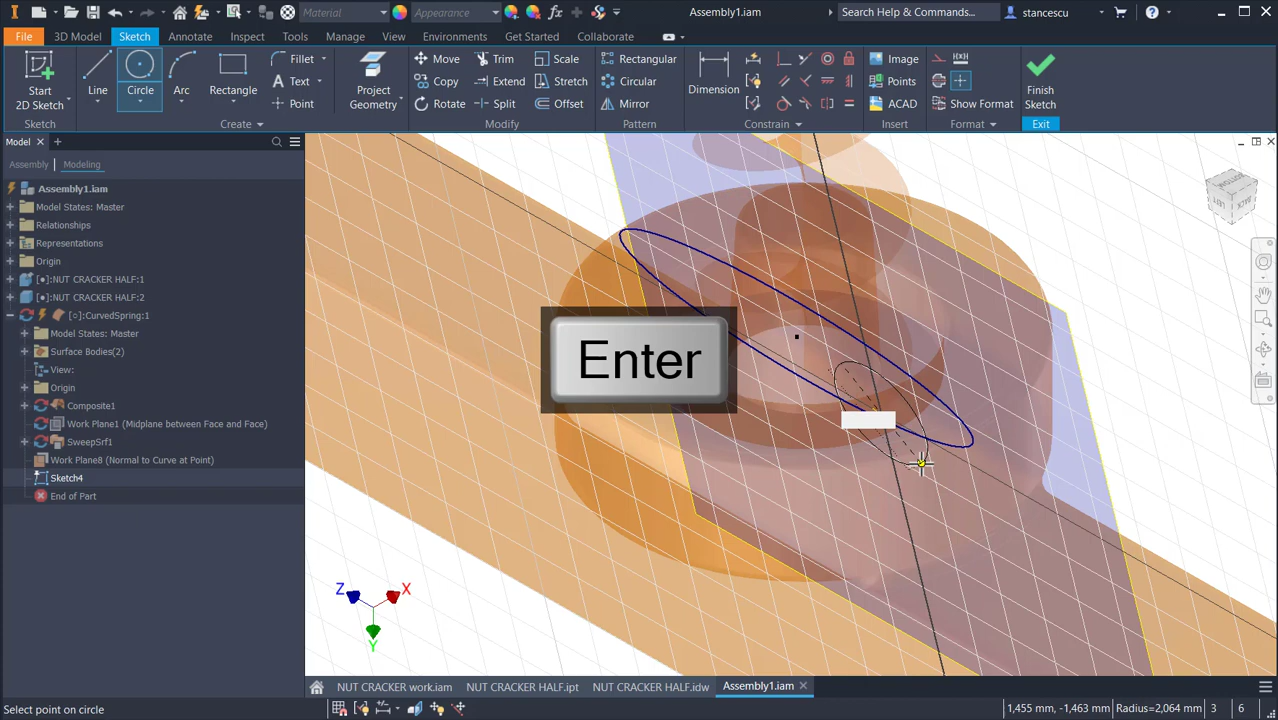 Material
Appearance
Assembly1.iam
Search Help & Commands...
stancescu
File
3D Model
Sketch
Annotate
Inspect
Tools
Manage
View
Environments
Get Started
Collaborate
Start
2D Sketch
Line
Circle
Arc
Rectangle
Fillet
Text
Point
Project
Geometry
Move
Copy
Rotate
Trim
Extend
Split
Scale
Stretch
Offset
Rectangular
Circular
Mirror
Dimension
Image
Points
ACAD
Show Format
Finish
Sketch
Sketch
Create
Modify
Pattern
Constrain
Insert
Format
Exit
Model
Assembly
Modeling
Assembly1.iam
Model States: Master
Relationships
Representations
Origin
[●]:NUT CRACKER HALF:1
[●]:NUT CRACKER HALF:2
[○]:CurvedSpring:1
Model States: Master
Surface Bodies(2)
View:
Origin
Composite1
Work Plane1 (Midplane between Face and Face)
SweepSrf1
Work Plane8 (Normal to Curve at Point)
Sketch4
End of Part
Enter
Z
X
Y
NUT CRACKER work.iam
NUT CRACKER HALF.ipt
NUT CRACKER HALF.idw
Assembly1.iam
Select point on circle
1,455 mm, -1,463 mm
Radius=2,064 mm
3
6